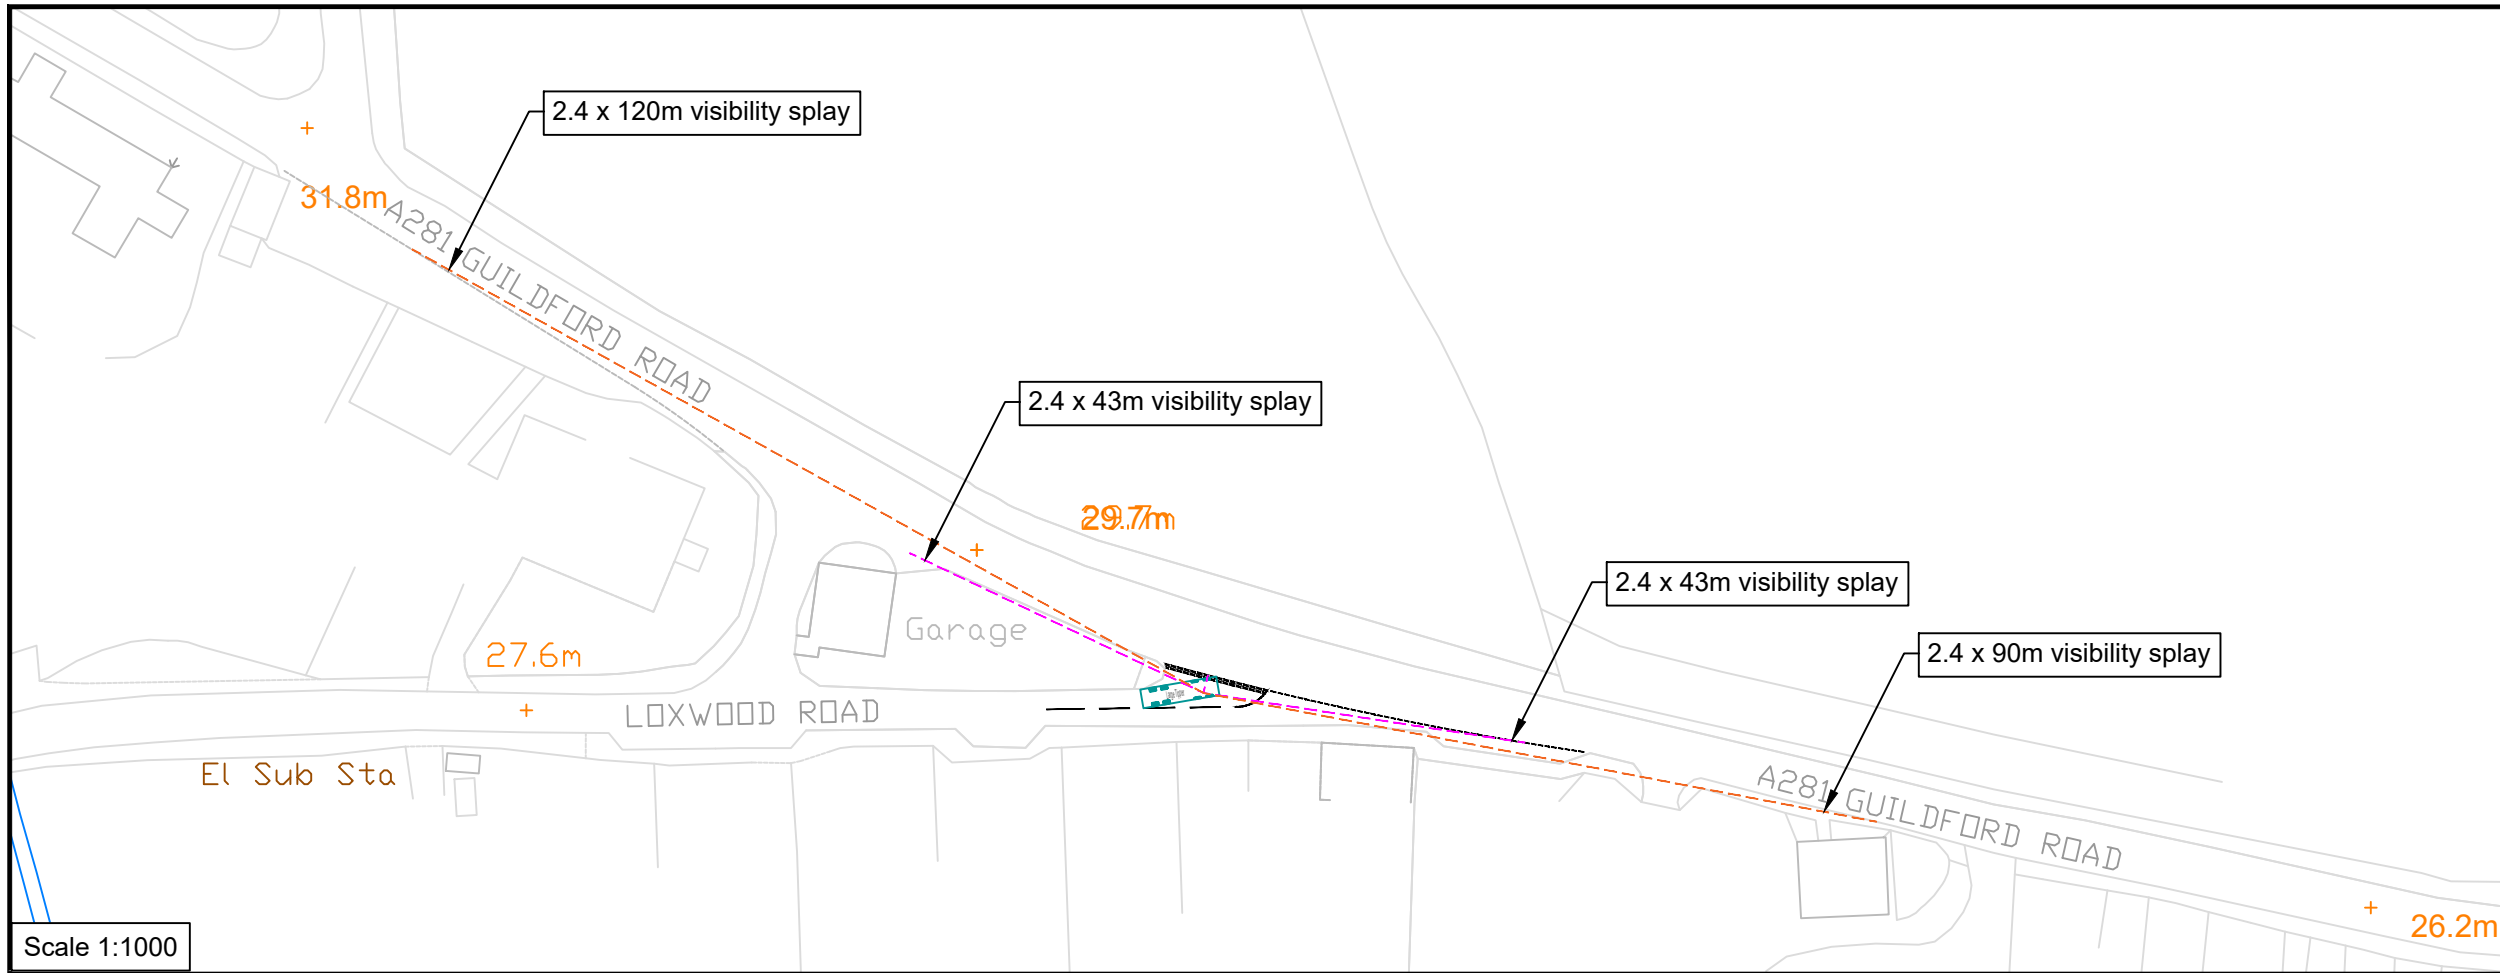 2.4 x 120m visibility splay
31.8m
A281 GUILDFORD ROAD
2.4 x 43m visibility splay
29.7m
2.4 x 43m visibility splay
Garage
27.6m
2.4 x 90m visibility splay
LOXWOOD ROAD
El Sub Sta
A281 GUILDFORD ROAD
26.2m
Scale 1:1000